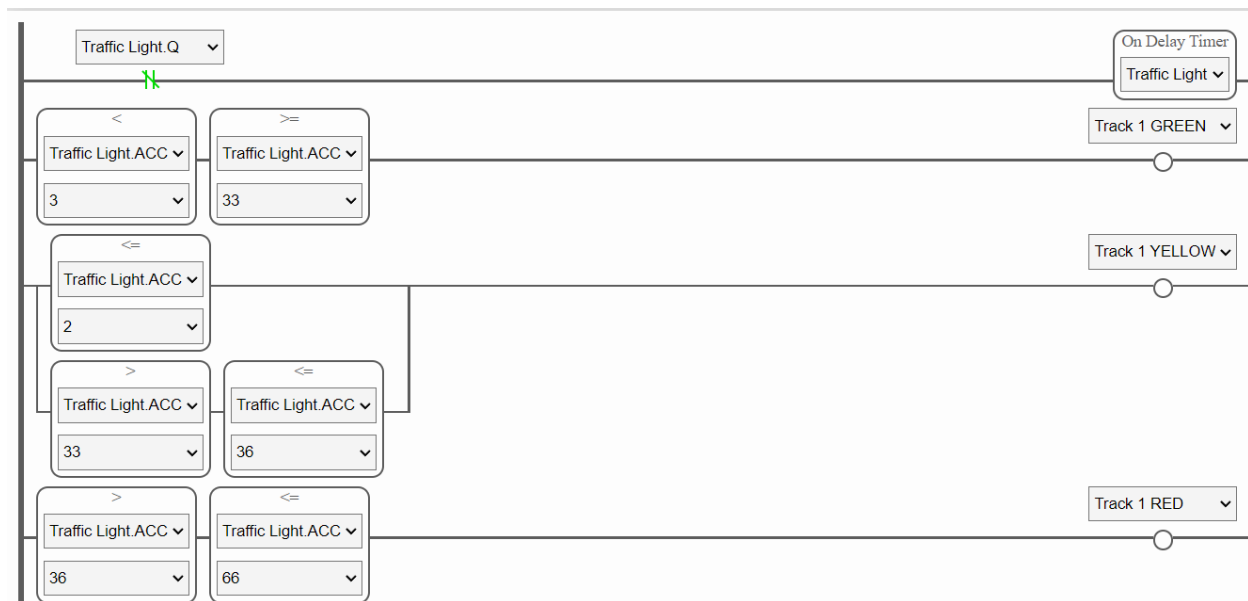 Traffic Light.Q
On Delay Timer
Traffic Light
< >=
Track 1 GREEN
Traffic Light.ACC Traffic Light.ACC
3 33
<=
Track 1 YELLOW
Traffic Light.ACC
2
> <=
Traffic Light.ACC Traffic Light.ACC
33 36
> <=
Track 1 RED
Traffic Light.ACC Traffic Light.ACC
36 66